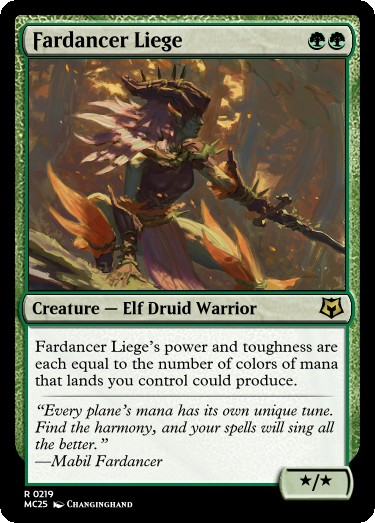 Fardancer Liege
Creature — Elf Druid Warrior
Fardancer Liege's power and toughness are
each equal to the number of colors of mana
that lands you control could produce.
“Every plane's mana has its own unique tune.
Find the harmony, and your spells will sing all
the better.”
—Mabil Fardancer
★/★
R 0219
MC25 Changinghand